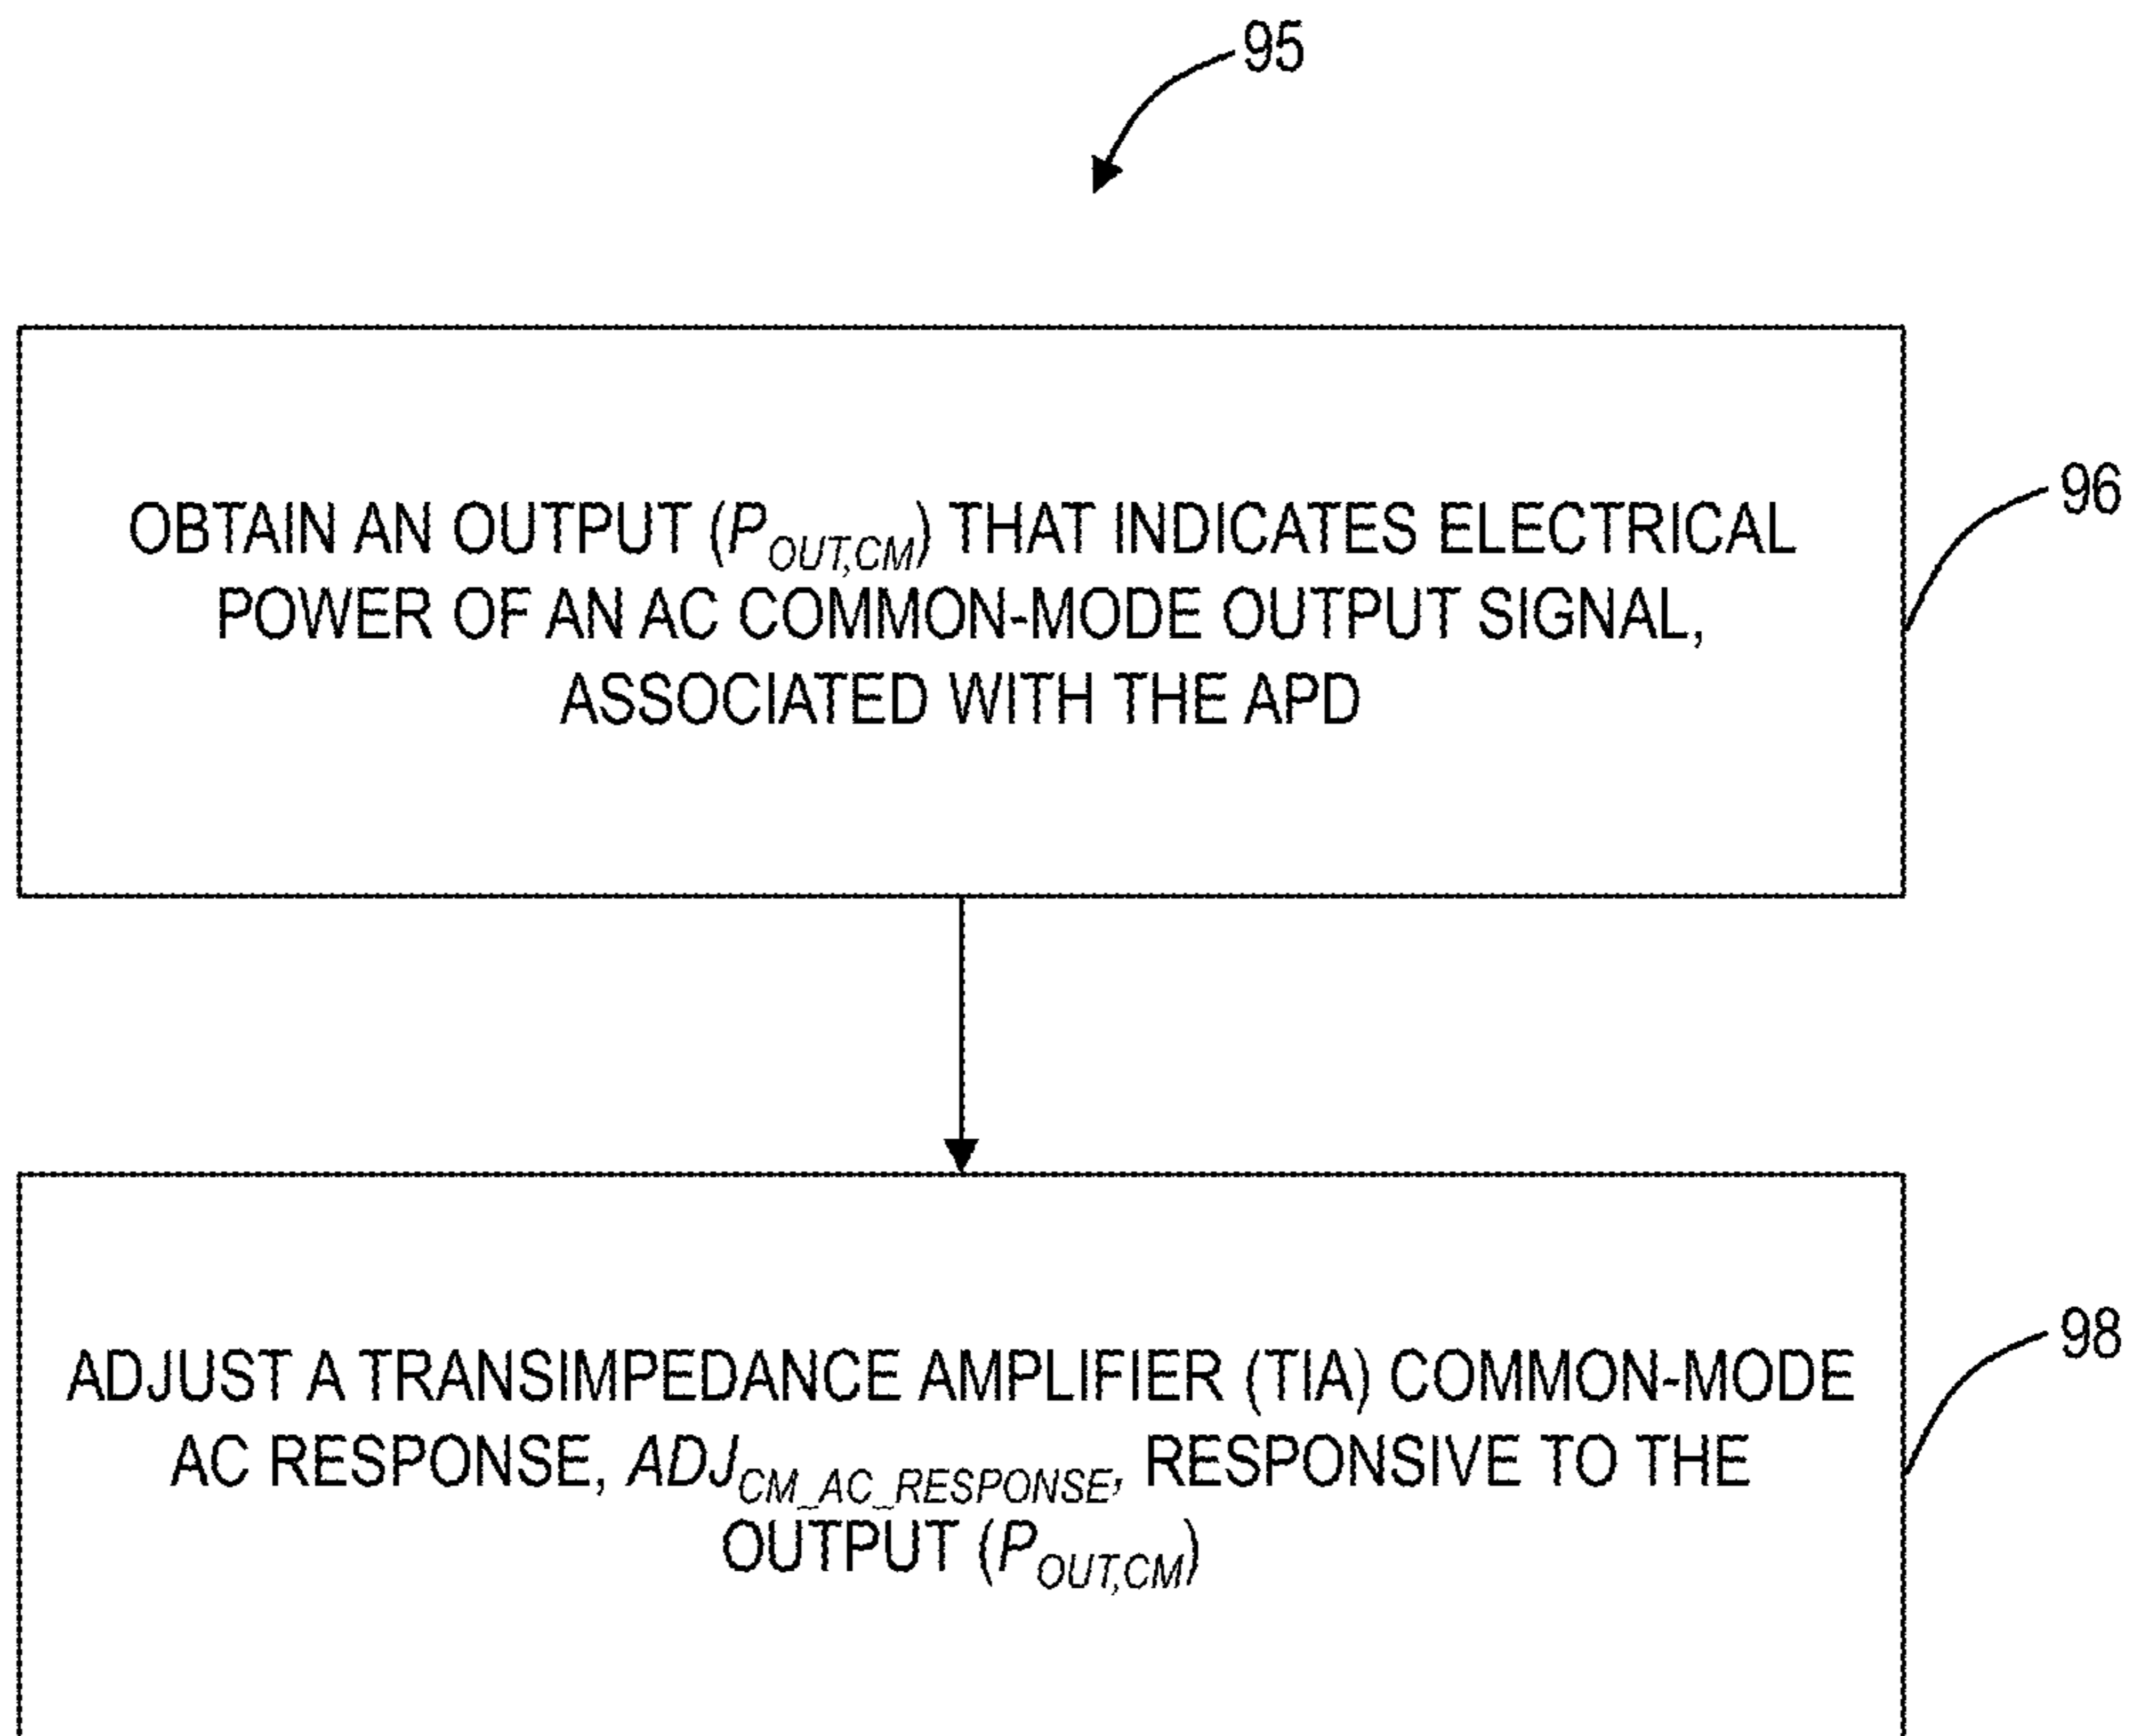 95
OBTAIN AN OUTPUT (P_OUT,CM) THAT INDICATES ELECTRICAL
96
POWER OF AN AC COMMON-MODE OUTPUT SIGNAL,
ASSOCIATED WITH THE APD
ADJUST A TRANSIMPEDANCE AMPLIFIER (TIA) COMMON-MODE
98
AC RESPONSE, ADJ_CM_AC_RESPONSE, RESPONSIVE TO THE
OUTPUT (P_OUT,CM)